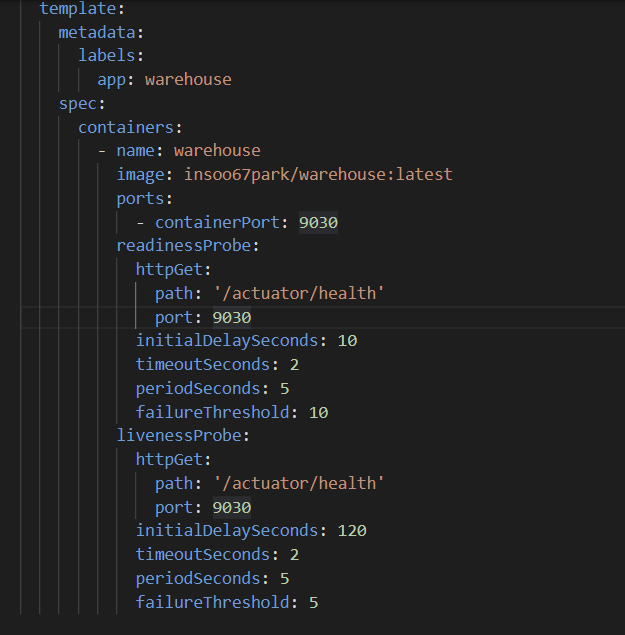 template:
metadata:
labels:
app: warehouse
spec:
containers:
- name: warehouse
image: insoo67park/warehouse:latest
ports:
- containerPort: 9030
readinessProbe:
httpGet:
path: '/actuator/health'
port: 9030
initialDelaySeconds: 10
timeoutSeconds: 2
periodSeconds: 5
failureThreshold: 10
livenessProbe:
httpGet:
path: '/actuator/health'
port: 9030
initialDelaySeconds: 120
timeoutSeconds: 2
periodSeconds: 5
failureThreshold: 5